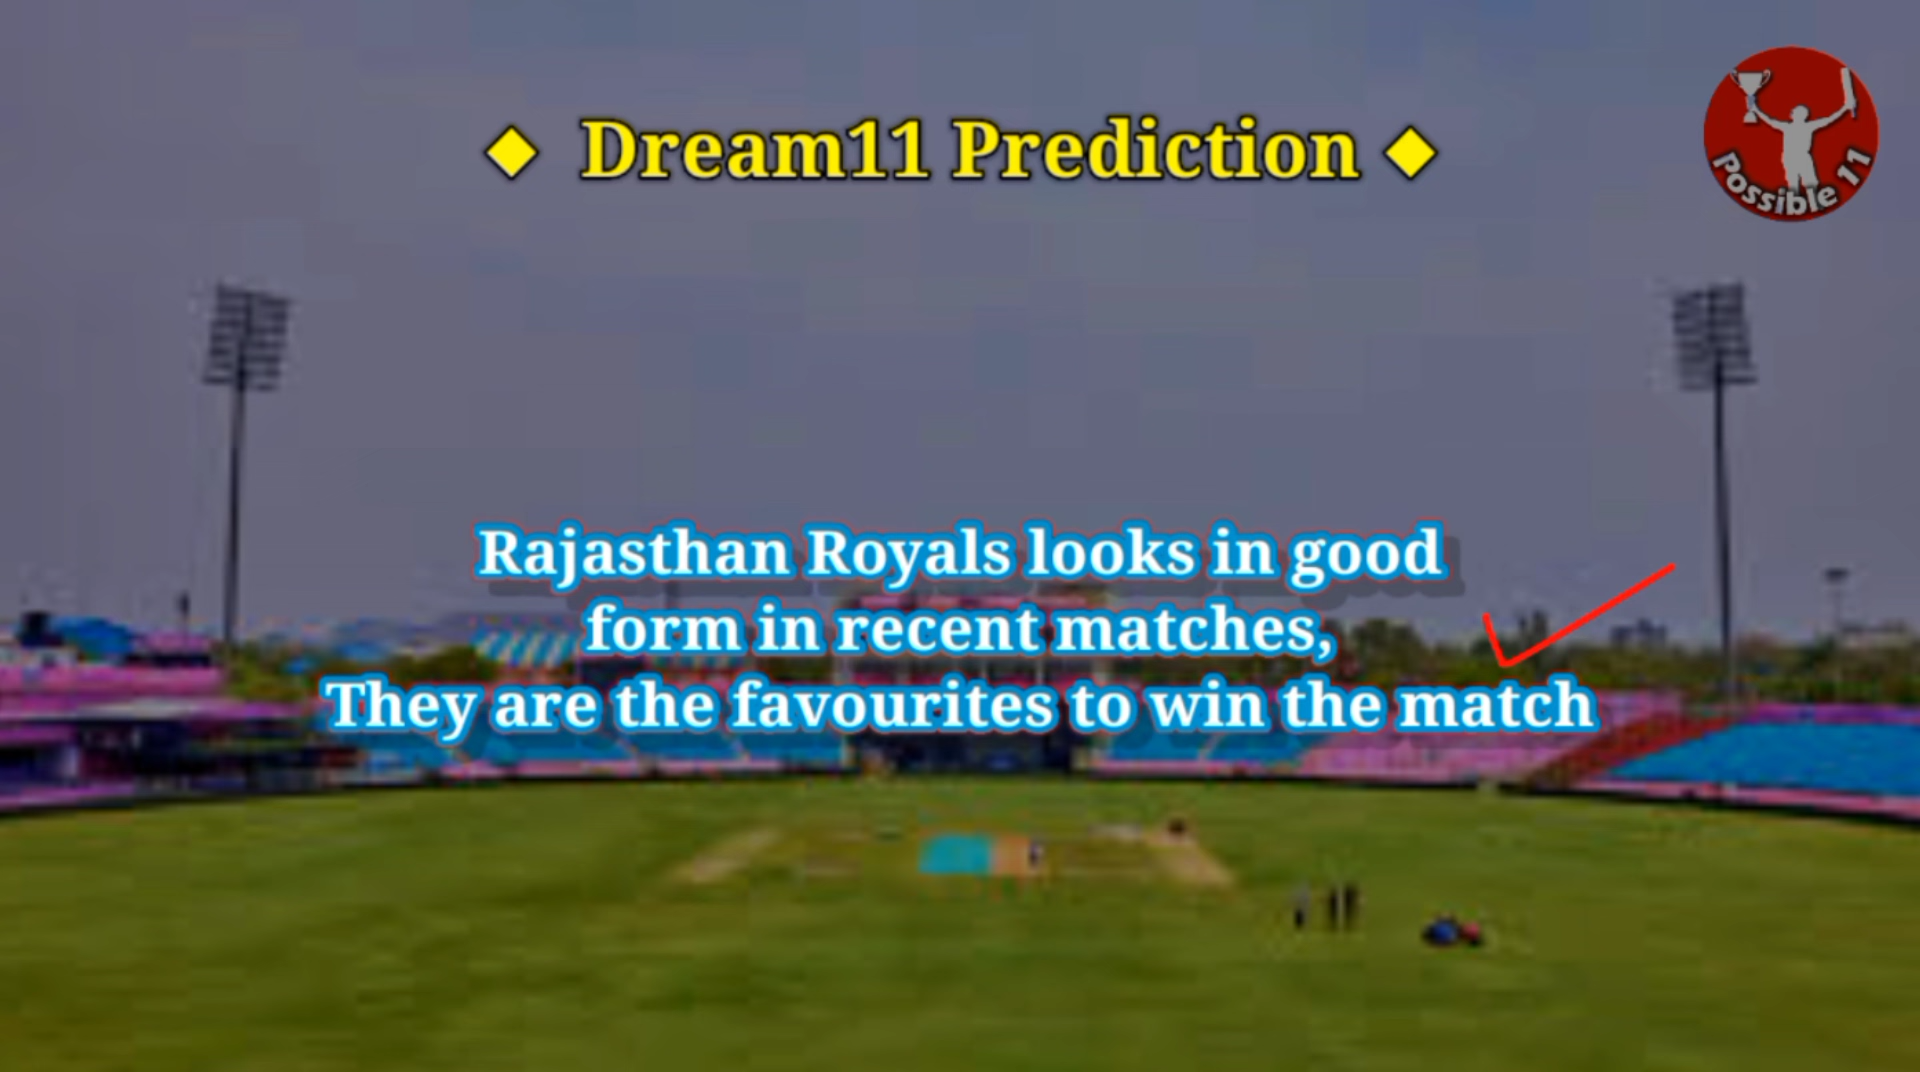 ◆ Dream11 Prediction ◆
Possible 11
Rajasthan Royals looks in good
form in recent matches,
They are the favourites to win the match